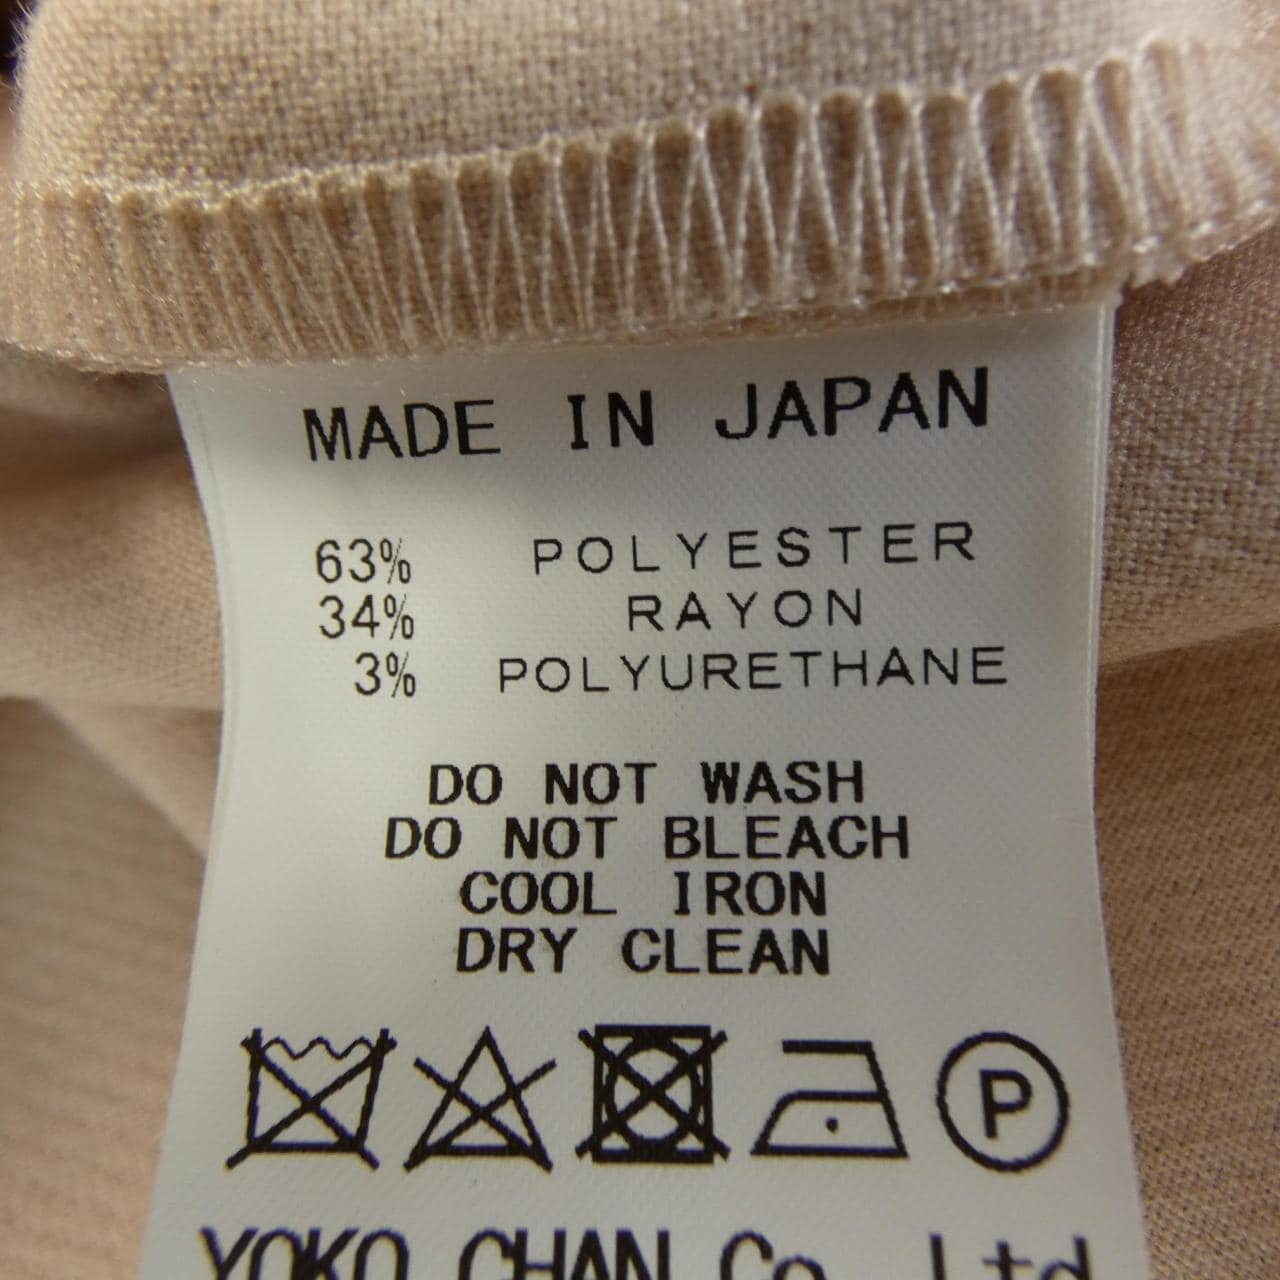 MADE IN JAPAN
63% POLYESTER
34% RAYON
3% POLYURETHANE
DO NOT WASH
DO NOT BLEACH
COOL IRON
DRY CLEAN
P
YOKO CHAN Co., Ltd